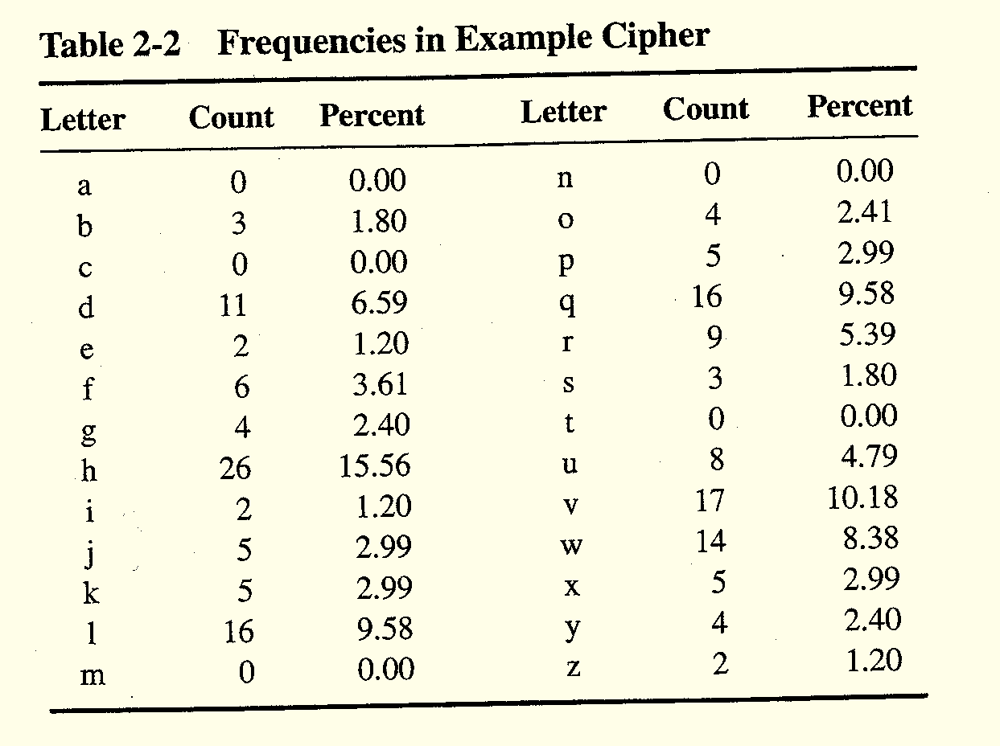 Table 2-2 Frequencies in Example Cipher
Letter Count Percent Letter Count Percent
a 0 0.00 n 0 0.00
b 3 1.80 o 4 2.41
c 0 0.00 p 5 2.99
d 11 6.59 q 16 9.58
e 2 1.20 r 9 5.39
f 6 3.61 s 3 1.80
g 4 2.40 t 0 0.00
h 26 15.56 u 8 4.79
i 2 1.20 v 17 10.18
j 5 2.99 w 14 8.38
k 5 2.99 x 5 2.99
l 16 9.58 y 4 2.40
m 0 0.00 z 2 1.20